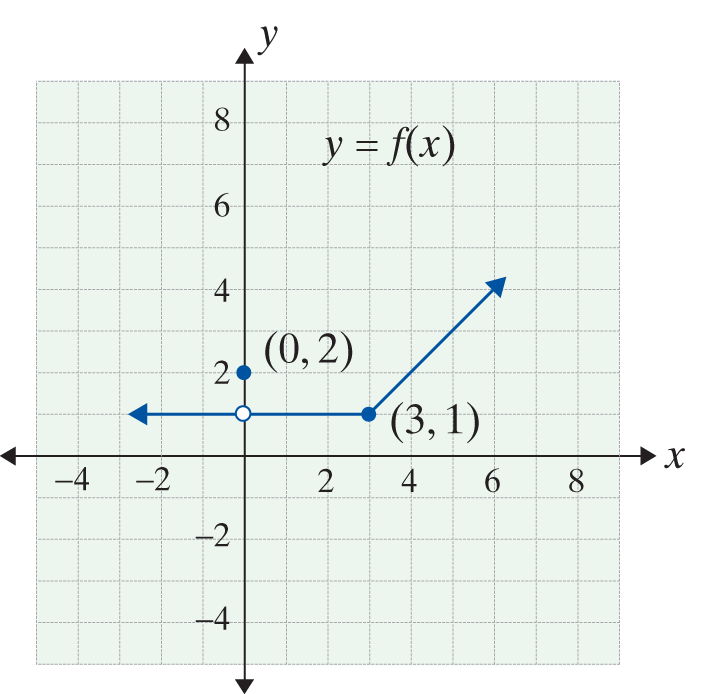 y
8
y = f(x)
6
4
(0, 2)
2
(3, 1)
x
–4 –2 2 4 6 8
–2
–4